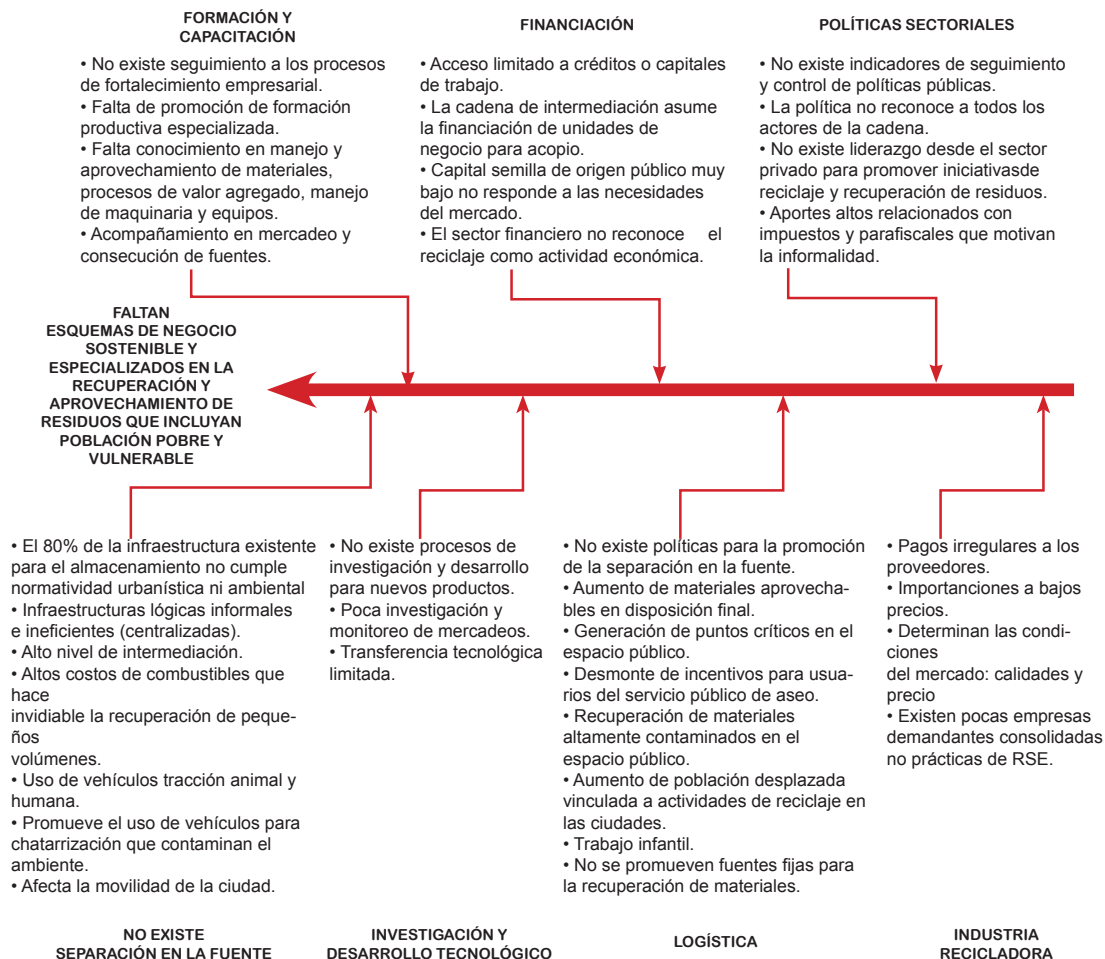 FORMACIÓN Y
CAPACITACIÓN
• No existe seguimiento a los procesos
de fortalecimiento empresarial.
• Falta de promoción de formación
productiva especializada.
• Falta conocimiento en manejo y
aprovechamiento de materiales,
procesos de valor agregado, manejo
de maquinaria y equipos.
• Acompañamiento en mercadeo y
consecución de fuentes.
FINANCIACIÓN
• Acceso limitado a créditos o capitales
de trabajo.
• La cadena de intermediación asume
la financiación de unidades de
negocio para acopio.
• Capital semilla de origen público muy
bajo no responde a las necesidades
del mercado.
• El sector financiero no reconoce el
reciclaje como actividad económica.
POLÍTICAS SECTORIALES
• No existe indicadores de seguimiento
y control de políticas públicas.
• La política no reconoce a todos los
actores de la cadena.
• No existe liderazgo desde el sector
privado para promover iniciativasde
reciclaje y recuperación de residuos.
• Aportes altos relacionados con
impuestos y parafiscales que motivan
la informalidad.
FALTAN
ESQUEMAS DE NEGOCIO
SOSTENIBLE Y
ESPECIALIZADOS EN LA
RECUPERACIÓN Y
APROVECHAMIENTO DE
RESIDUOS QUE INCLUYAN
POBLACIÓN POBRE Y
VULNERABLE
• El 80% de la infraestructura existente
para el almacenamiento no cumple
normatividad urbanística ni ambiental
• Infraestructuras lógicas informales
e ineficientes (centralizadas).
• Alto nivel de intermediación.
• Altos costos de combustibles que
hace
invidiable la recuperación de peque-
ños
volúmenes.
• Uso de vehículos tracción animal y
humana.
• Promueve el uso de vehículos para
chatarrización que contaminan el
ambiente.
• Afecta la movilidad de la ciudad.
NO EXISTE
SEPARACIÓN EN LA FUENTE
• No existe procesos de
investigación y desarrollo
para nuevos productos.
• Poca investigación y
monitoreo de mercadeos.
• Transferencia tecnológica
limitada.
INVESTIGACIÓN Y
DESARROLLO TECNOLÓGICO
• No existe políticas para la promoción
de la separación en la fuente.
• Aumento de materiales aprovecha-
bles en disposición final.
• Generación de puntos críticos en el
espacio público.
• Desmonte de incentivos para usua-
rios del servicio público de aseo.
• Recuperación de materiales
altamente contaminados en el
espacio público.
• Aumento de población desplazada
vinculada a actividades de reciclaje en
las ciudades.
• Trabajo infantil.
• No se promueven fuentes fijas para
la recuperación de materiales.
LOGÍSTICA
• Pagos irregulares a los
proveedores.
• Importanciones a bajos
precios.
• Determinan las condi-
ciones
del mercado: calidades y
precio
• Existen pocas empresas
demandantes consolidadas
no prácticas de RSE.
INDUSTRIA
RECICLADORA